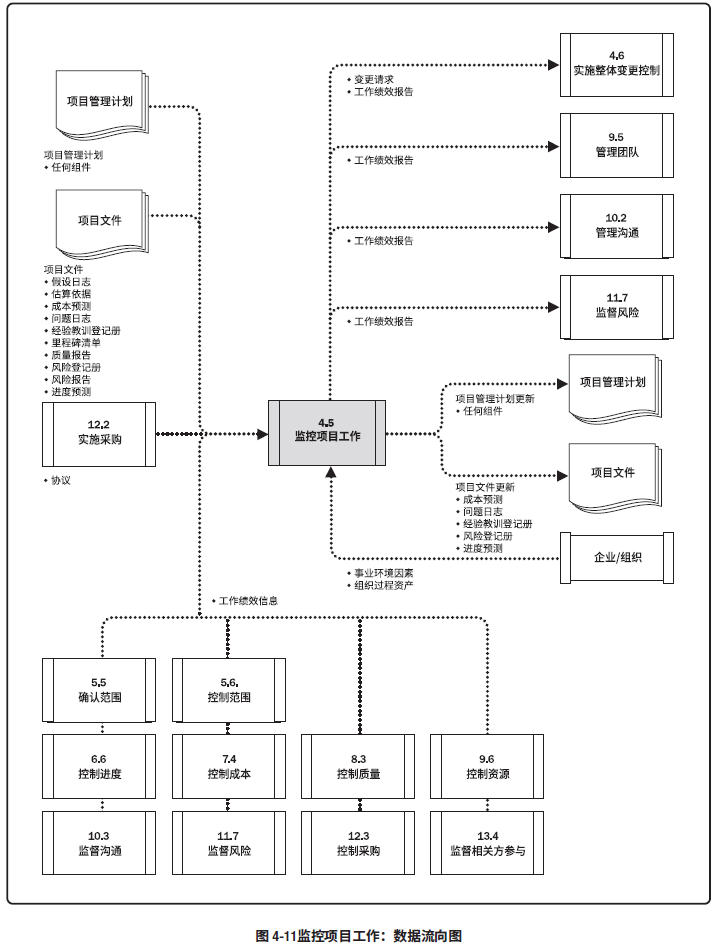 项目管理计划
项目管理计划
• 任何组件
项目文件
项目文件
• 假设日志
• 估算依据
• 成本预测
• 问题日志
• 经验教训登记册
• 里程碑清单
• 质量报告
• 风险登记册
• 风险报告
• 进度预测
12.2
实施采购
• 协议
4.5
监控项目工作
• 变更请求
• 工作绩效报告
4.6
实施整体变更控制
• 工作绩效报告
9.5
管理团队
• 工作绩效报告
10.2
管理沟通
• 工作绩效报告
11.7
监督风险
项目管理计划
项目管理计划更新
• 任何组件
项目文件
项目文件更新
• 成本预测
• 问题日志
• 经验教训登记册
• 风险登记册
• 进度预测
企业/组织
• 事业环境因素
• 组织过程资产
• 工作绩效信息
5.5
确认范围
5.6.
控制范围
6.6
控制进度
7.4
控制成本
8.3
控制质量
9.6
控制资源
10.3
监督沟通
11.7
监督风险
12.3
控制采购
13.4
监督相关方参与
图 4-11监控项目工作：数据流向图